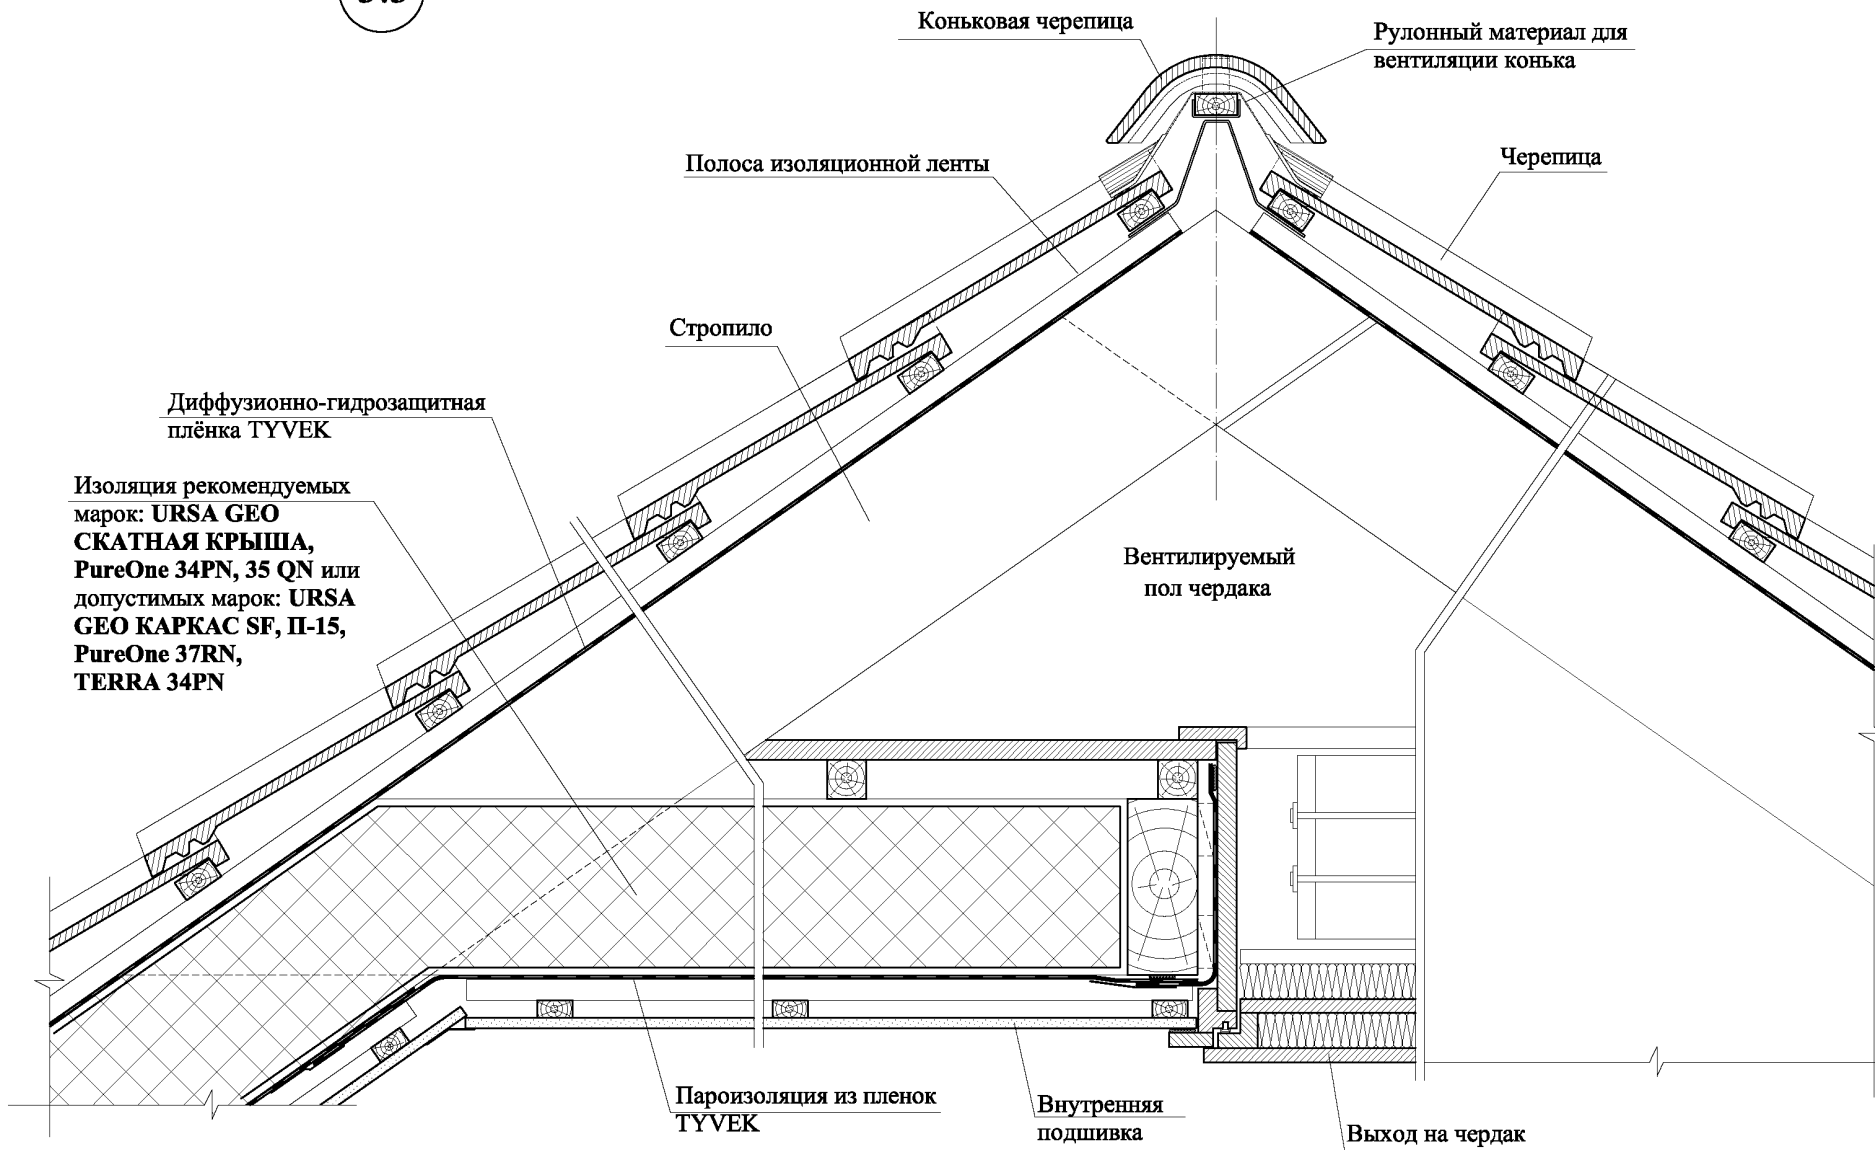 Коньковая черепица
Рулонный материал для
вентиляции конька
Полоса изоляционной ленты
Черепица
Стропило
Диффузионно-гидрозащитная
плёнка TYVEK
Изоляция рекомендуемых
марок: URSA GEO
СКАТНАЯ КРЫША,
PureOne 34PN, 35 QN или
допустимых марок: URSA
GEO КАРКАС SF, П-15,
PureOne 37RN,
TERRA 34PN
Вентилируемый
пол чердака
Пароизоляция из пленок
TYVEK
Внутренняя
подшивка
Выход на чердак